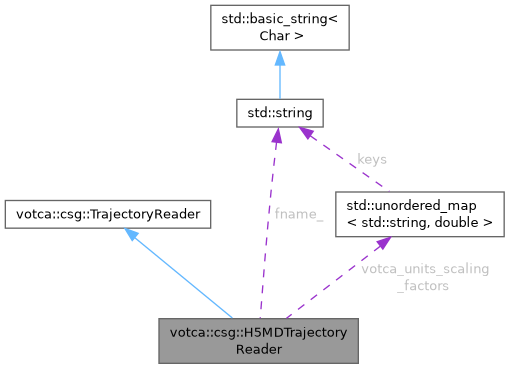 std::basic_string<
Char >
std::string
keys
votca::csg::TrajectoryReader
fname_
std::unordered_map
< std::string, double >
votca_units_scaling
_factors
votca::csg::H5MDTrajectory
Reader